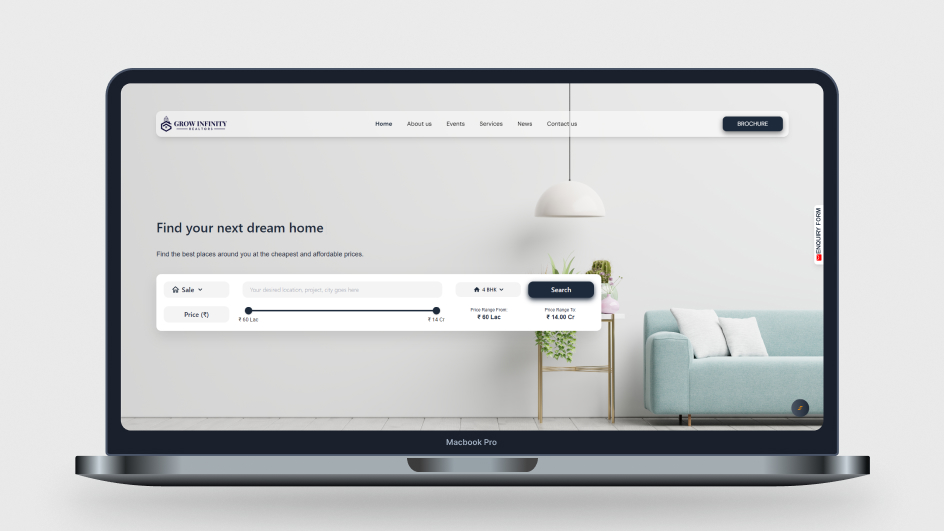 GROW INFINITY
REALTORS
Home
About us
Events
Services
News
Contact us
BROCHURE
ENQUIRY FORM
Find your next dream home
Find the best places around you at the cheapest and affordable prices.
Sale
Your desired location, project, city goes here
4 BHK
Search
Price (₹)
₹ 60 Lac
₹ 14 Cr
Price Range From:
₹ 60 Lac
Price Range To:
₹ 14.00 Cr
Macbook Pro